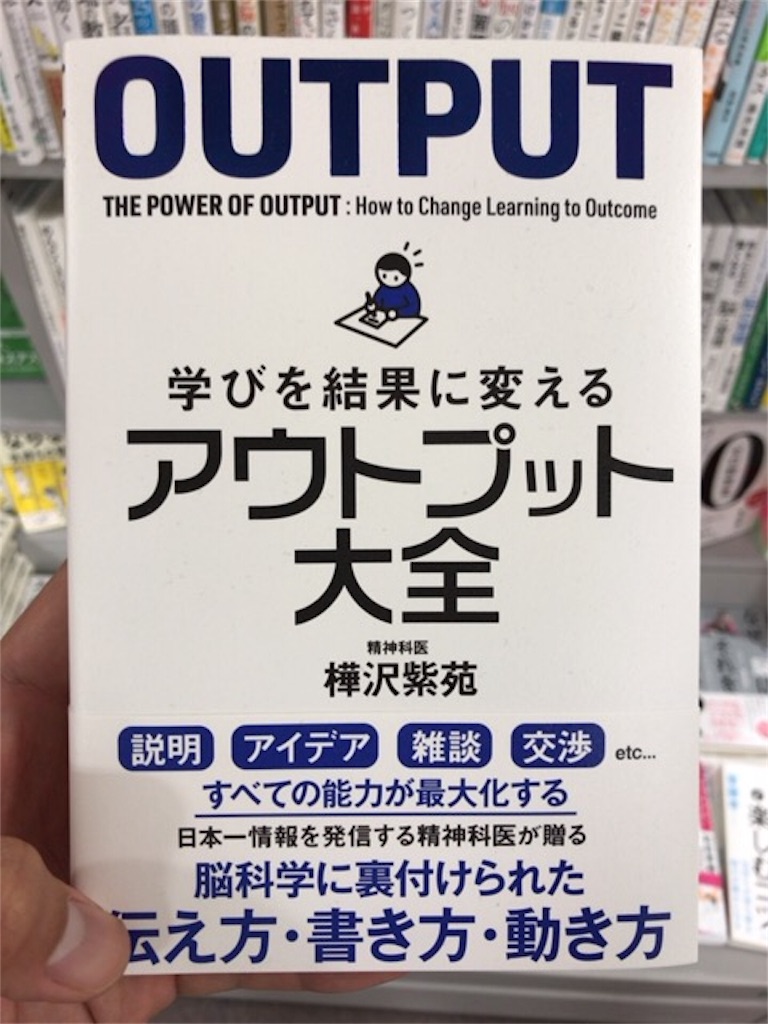 OUTPUT
THE POWER OF OUTPUT : How to Change Learning to Outcome
学びを結果に変える
アウトプット
大全
精神科医
樺沢紫苑
説明 アイデア 雑談 交渉 etc...
すべての能力が最大化する
日本一情報を発信する精神科医が贈る
脳科学に裏付けられた
伝え方・書き方・動き方